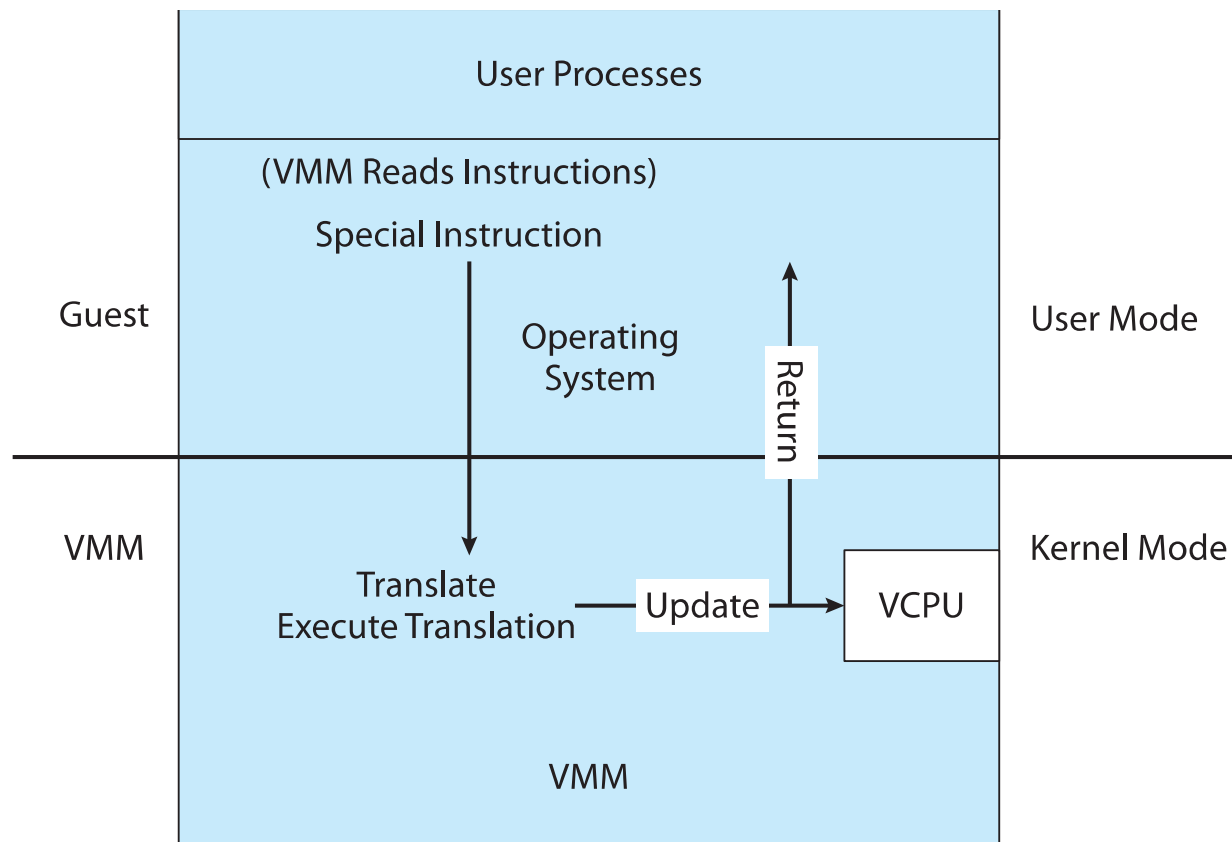 User Processes
(VMM Reads Instructions)
Special Instruction
Guest
User Mode
Operating
System
Return
VMM
Kernel Mode
Translate
Execute Translation
Update
VCPU
VMM